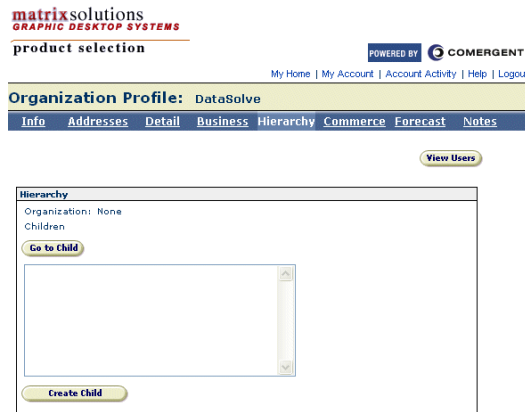 matrixsolutions
GRAPHIC DESKTOP SYSTEMS
product selection
POWERED BY COMERGENT
My Home | My Account | Account Activity | Help | Logou
Organization Profile: DataSolve
Info Addresses Detail Business Hierarchy Commerce Forecast Notes
View Users
Hierarchy
Organization: None
Children
Go to Child
Create Child